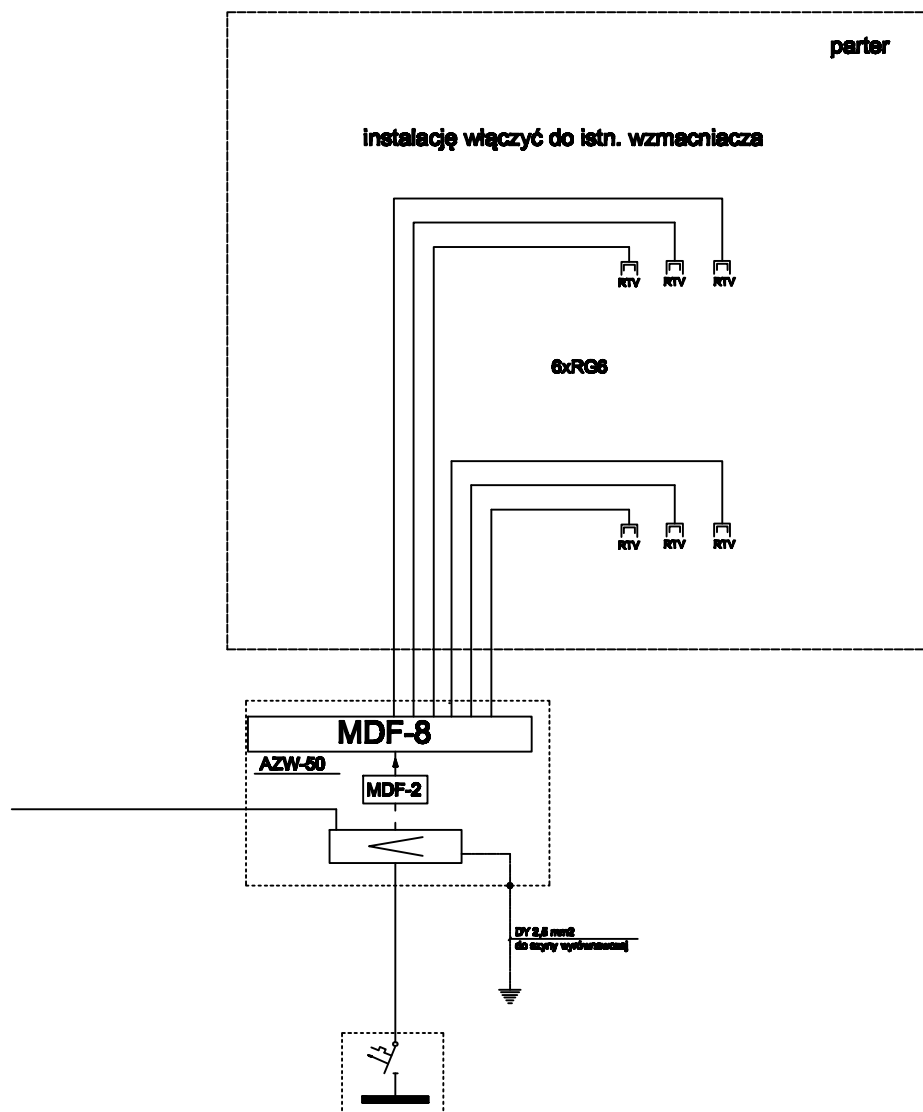 parter
instalację włączyć do istn. wzmacniacza
RTV RTV RTV
6xRG6
RTV RTV RTV
MDF-8
AZW-50
MDF-2
DY 2,5 mm2
do szyny wyrównawczej